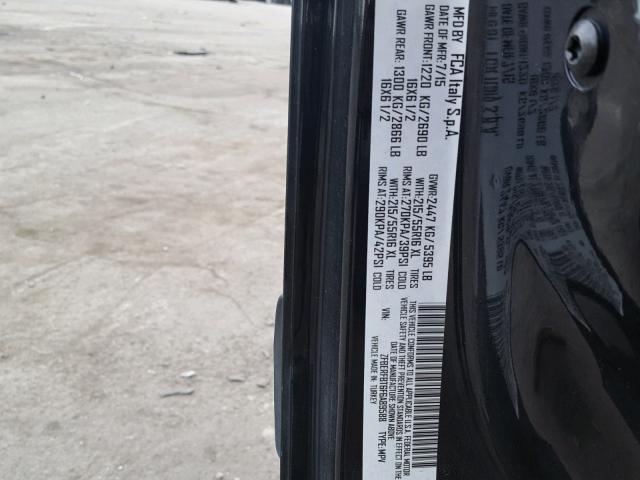 MFD BY FCA Italy S.p.A.
DATE OF MFR: 7/15 GVWR: 2447 KG/ 5395 LB
GAWR FRONT: 1220 KG/2690 LB WITH: 215/55R16 XL TIRES
16X6 1/2 RIMS AT: 270KPA/39PSI COLD
GAWR REAR: 1300 KG/2866 LB WITH: 215/55R16 XL TIRES
16X6 1/2 RIMS AT: 290KPA/42PSI COLD
THIS VEHICLE CONFORMS TO ALL APPLICABLE U.S.A. FEDERAL MOTOR
VEHICLE SAFETY AND THEFT PREVENTION STANDARDS IN EFFECT ON THE
DATE OF MANUFACTURE SHOWN ABOVE
VIN: ZFBERFBT6F6A89588 TYPE: MPV
VEHICLE MADE IN: TURKEY